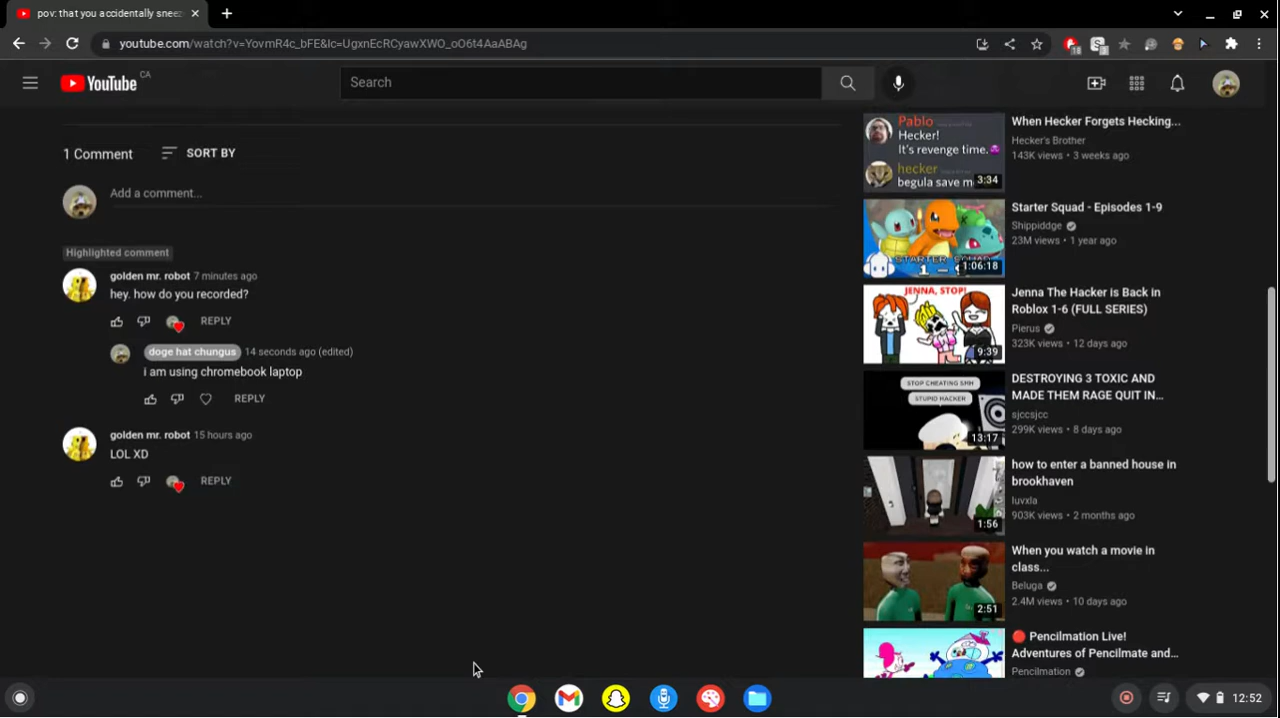 pov: that you accidentally snee
youtube.com/watch?v=YovmR4c_bFE&lc=UgxnEcRCyawXWO_oO6t4AaABAg
18
YouTube
CA
Search
1 Comment
SORT BY
Add a comment...
Highlighted comment
golden mr. robot 7 minutes ago
hey. how do you recorded?
REPLY
doge hat chungus 14 seconds ago (edited)
i am using chromebook laptop
REPLY
golden mr. robot 15 hours ago
LOL XD
REPLY
Pablo
Hecker!
It's revenge time.
hecker
begula save m
3:34
When Hecker Forgets Hecking...
Hecker's Brother
143K views • 3 weeks ago
STARTER SQUAD
1 - 9
1:06:18
Starter Squad - Episodes 1-9
Shippiddge
23M views • 1 year ago
JENNA, STOP!
9:39
Jenna The Hacker is Back in
Roblox 1-6 (FULL SERIES)
Pierus
323K views • 12 days ago
STOP CHEATING SMH
STUPID HACKER
13:17
DESTROYING 3 TOXIC AND
MADE THEM RAGE QUIT IN...
sjccsjcc
299K views • 8 days ago
1:56
how to enter a banned house in
brookhaven
luvxla
903K views • 2 months ago
2:51
When you watch a movie in
class...
Beluga
2.4M views • 10 days ago
Pencilmation Live!
Adventures of Pencilmate and...
Pencilmation
12:52